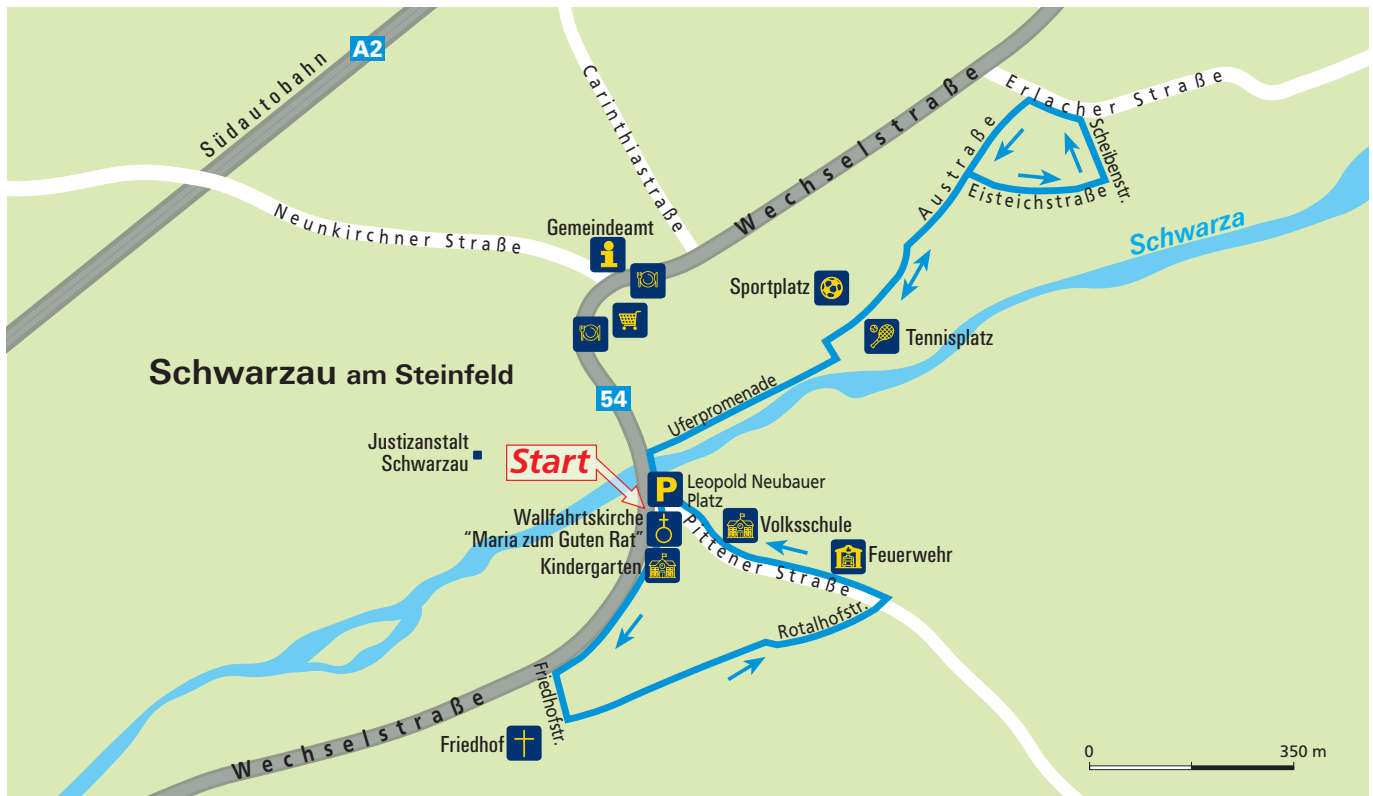 A2
Südautobahn
Carinthiastraße
Wechselstraße
Erlacher Straße
Scheibenstr.
Austraße
Eisteichstraße
Neunkirchner Straße
Gemeindeamt
Schwarza
Sportplatz
Tennisplatz
Schwarzau am Steinfeld
54
Uferpromenade
Justizanstalt
Schwarzau
Start
P
Leopold Neubauer
Platz
Wallfahrtskirche
“Maria zum Guten Rat”
Kindergarten
Pittener Straße
Volksschule
Feuerwehr
Rotalhofstr.
Friedhofstr.
Wechselstraße
Friedhof
0
350 m